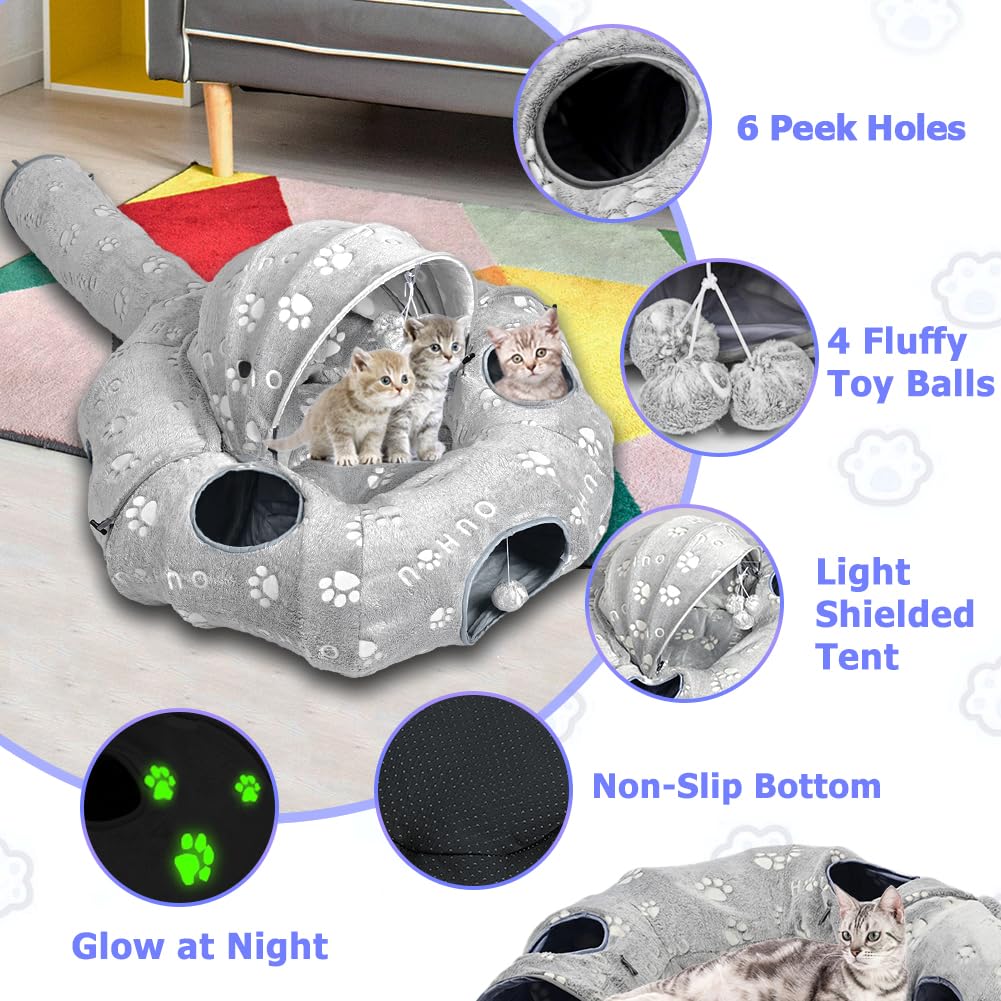 6 Peek Holes
4 Fluffy
Toy Balls
Light
Shielded
Tent
Non-Slip Bottom
Glow at Night